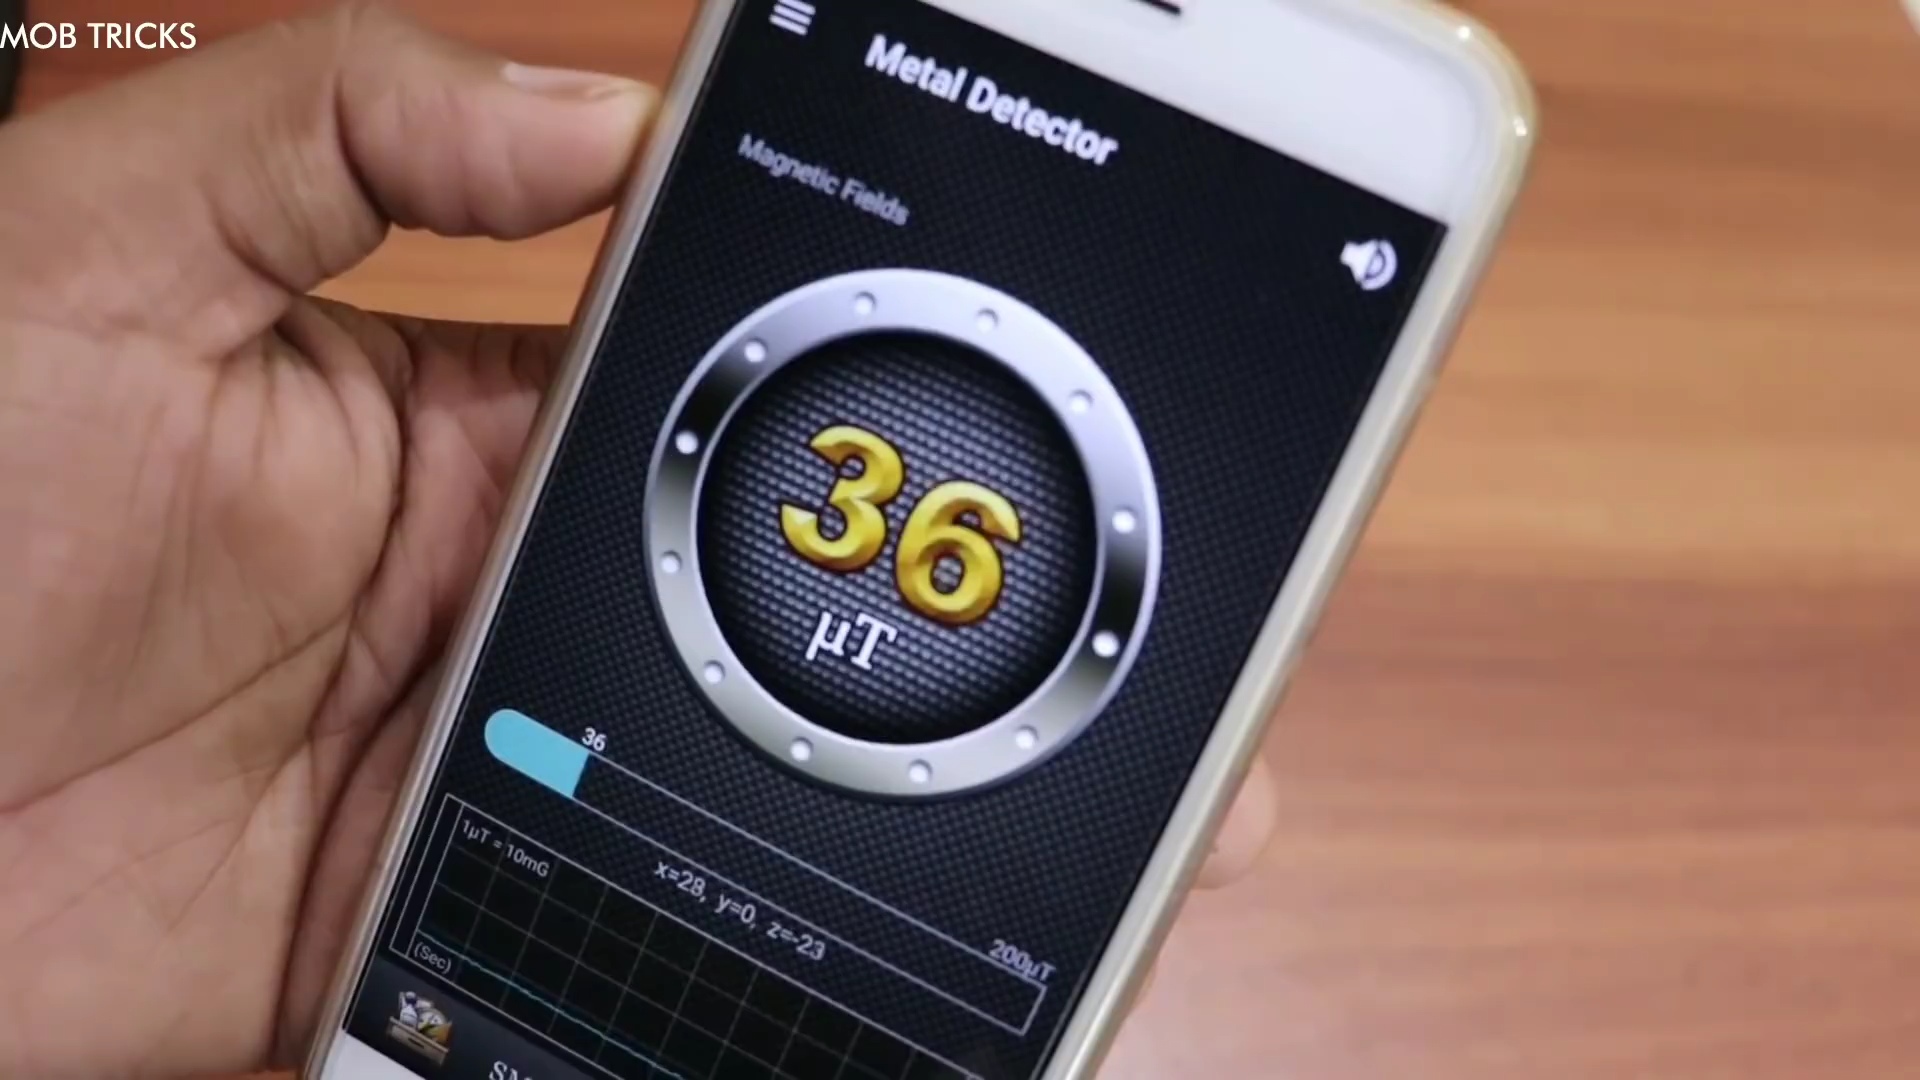 MOB TRICKS
Metal Detector
Magnetic Fields
36
µT
36
200µT
1µT = 10mG
x=28, y=0, z=-23
(Sec)